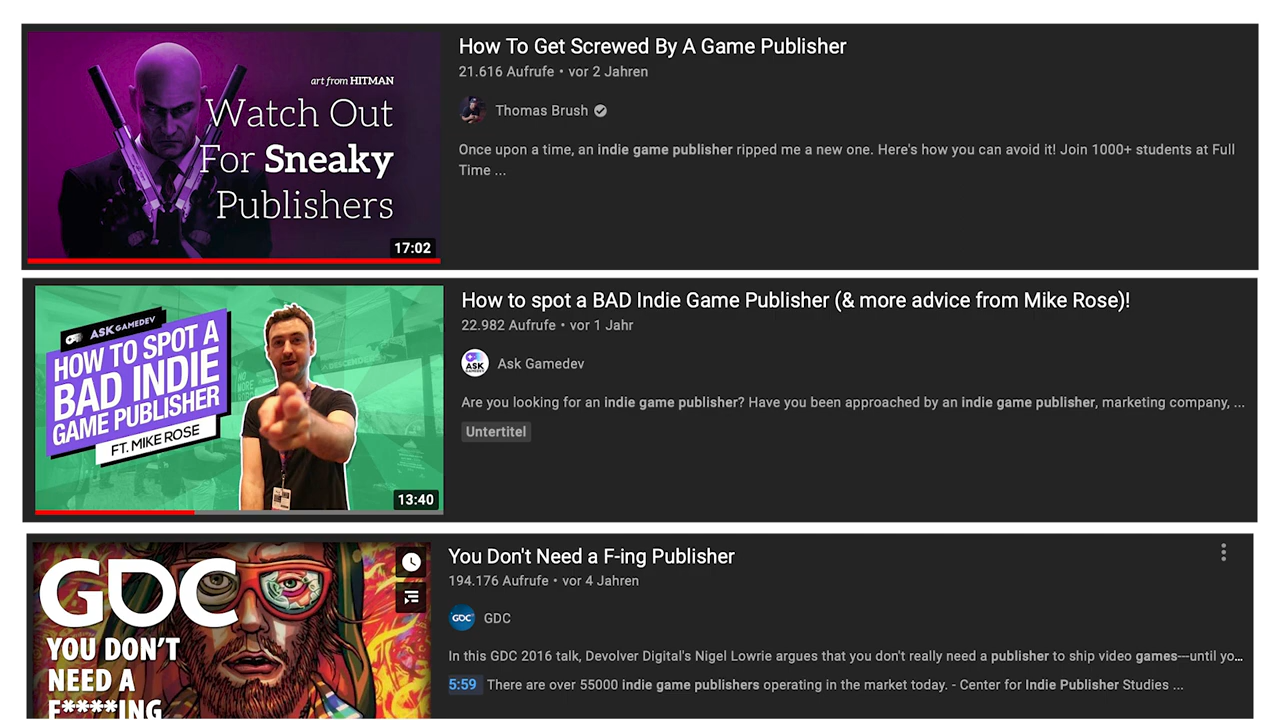 How To Get Screwed By A Game Publisher
21.616 Aufrufe • vor 2 Jahren
art from HITMAN
Watch Out
For Sneaky
Publishers
17:02
Thomas Brush
Once upon a time, an indie game publisher ripped me a new one. Here's how you can avoid it! Join 1000+ students at Full
Time ...
How to spot a BAD Indie Game Publisher (& more advice from Mike Rose)!
22.982 Aufrufe • vor 1 Jahr
ASK GAMEDEV
HOW TO SPOT A
BAD INDIE
GAME PUBLISHER
FT. MIKE ROSE
13:40
ASK
GAMEDEV
Ask Gamedev
Are you looking for an indie game publisher? Have you been approached by an indie game publisher, marketing company, ...
Untertitel
You Don't Need a F-ing Publisher
194.176 Aufrufe • vor 4 Jahren
GDC
YOU DON'T
NEED A
F****ING
GDC
GDC
In this GDC 2016 talk, Devolver Digital's Nigel Lowrie argues that you don't really need a publisher to ship video games—until yo...
5:59 There are over 55000 indie game publishers operating in the market today. - Center for Indie Publisher Studies ...